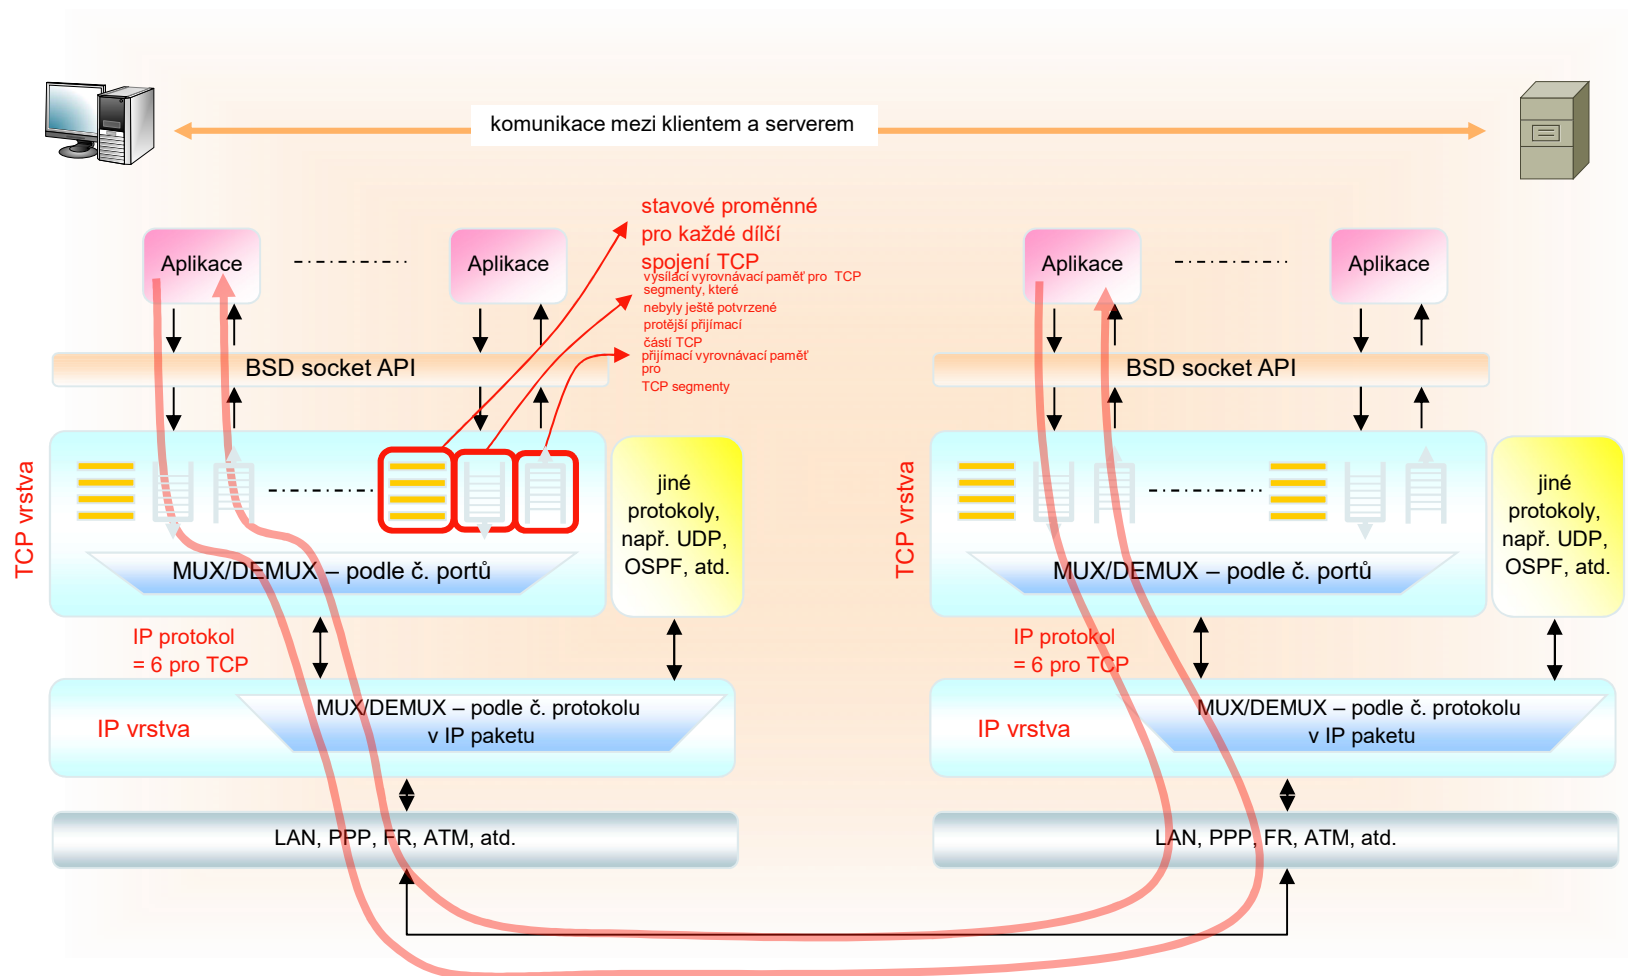 komunikace mezi klientem a serverem
stavové proměnné
pro každé dílčí
spojení TCP
vysílací vyrovnávací paměť pro TCP
segmenty, které
nebyly ještě potvrzené
protější přijímací
částí TCP
přijímací vyrovnávací paměť
pro
TCP segmenty
Aplikace
Aplikace
BSD socket API
TCP vrstva
MUX/DEMUX – podle č. portů
jiné
protokoly,
např. UDP,
OSPF, atd.
IP protokol
= 6 pro TCP
IP vrstva
MUX/DEMUX – podle č. protokolu
v IP paketu
LAN, PPP, FR, ATM, atd.
Aplikace
Aplikace
BSD socket API
TCP vrstva
MUX/DEMUX – podle č. portů
jiné
protokoly,
např. UDP,
OSPF, atd.
IP protokol
= 6 pro TCP
IP vrstva
MUX/DEMUX – podle č. protokolu
v IP paketu
LAN, PPP, FR, ATM, atd.